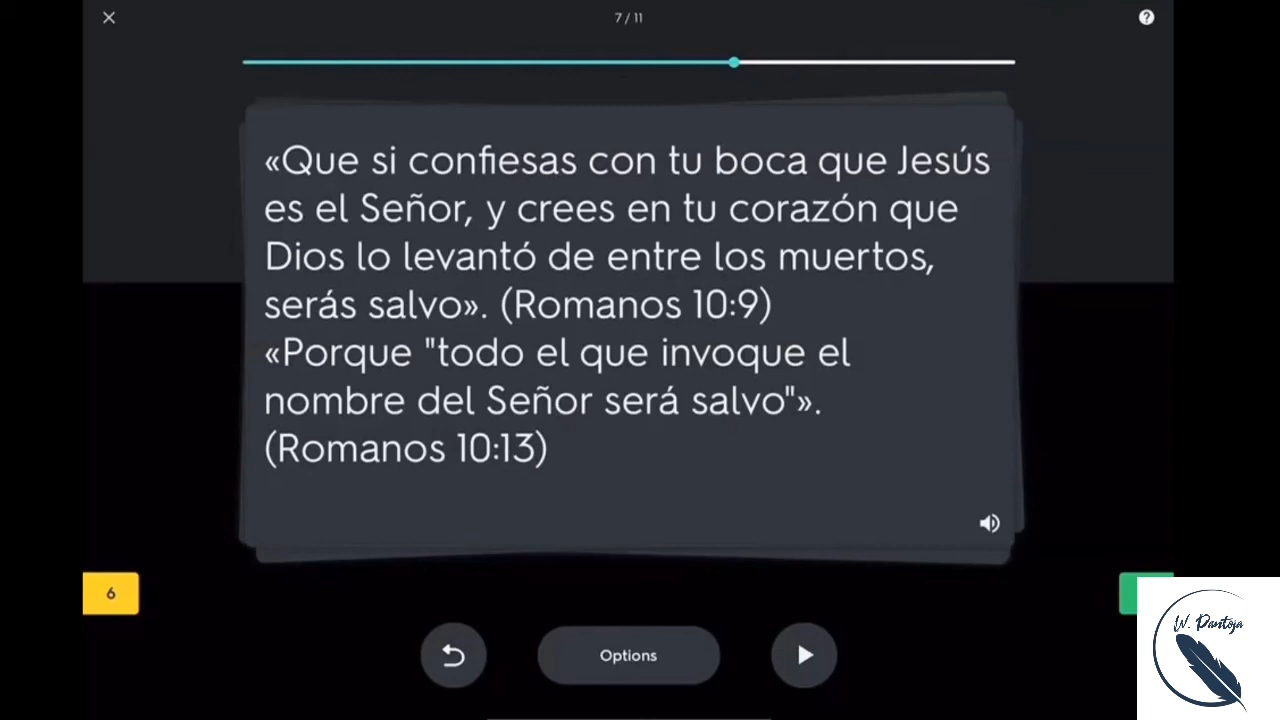 7 / 11
?
«Que si confiesas con tu boca que Jesús
es el Señor, y crees en tu corazón que
Dios lo levantó de entre los muertos,
serás salvo». (Romanos 10:9)
«Porque "todo el que invoque el
nombre del Señor será salvo"».
(Romanos 10:13)
6
Options
W. Pantoja